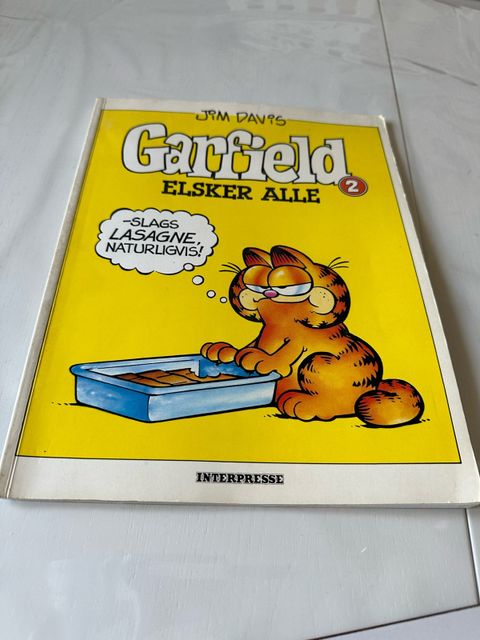 JIM DAVIS
Garfield
2
ELSKER ALLE
-SLAGS
LASAGNE,
NATURLIGVIS!
INTERPRESSE